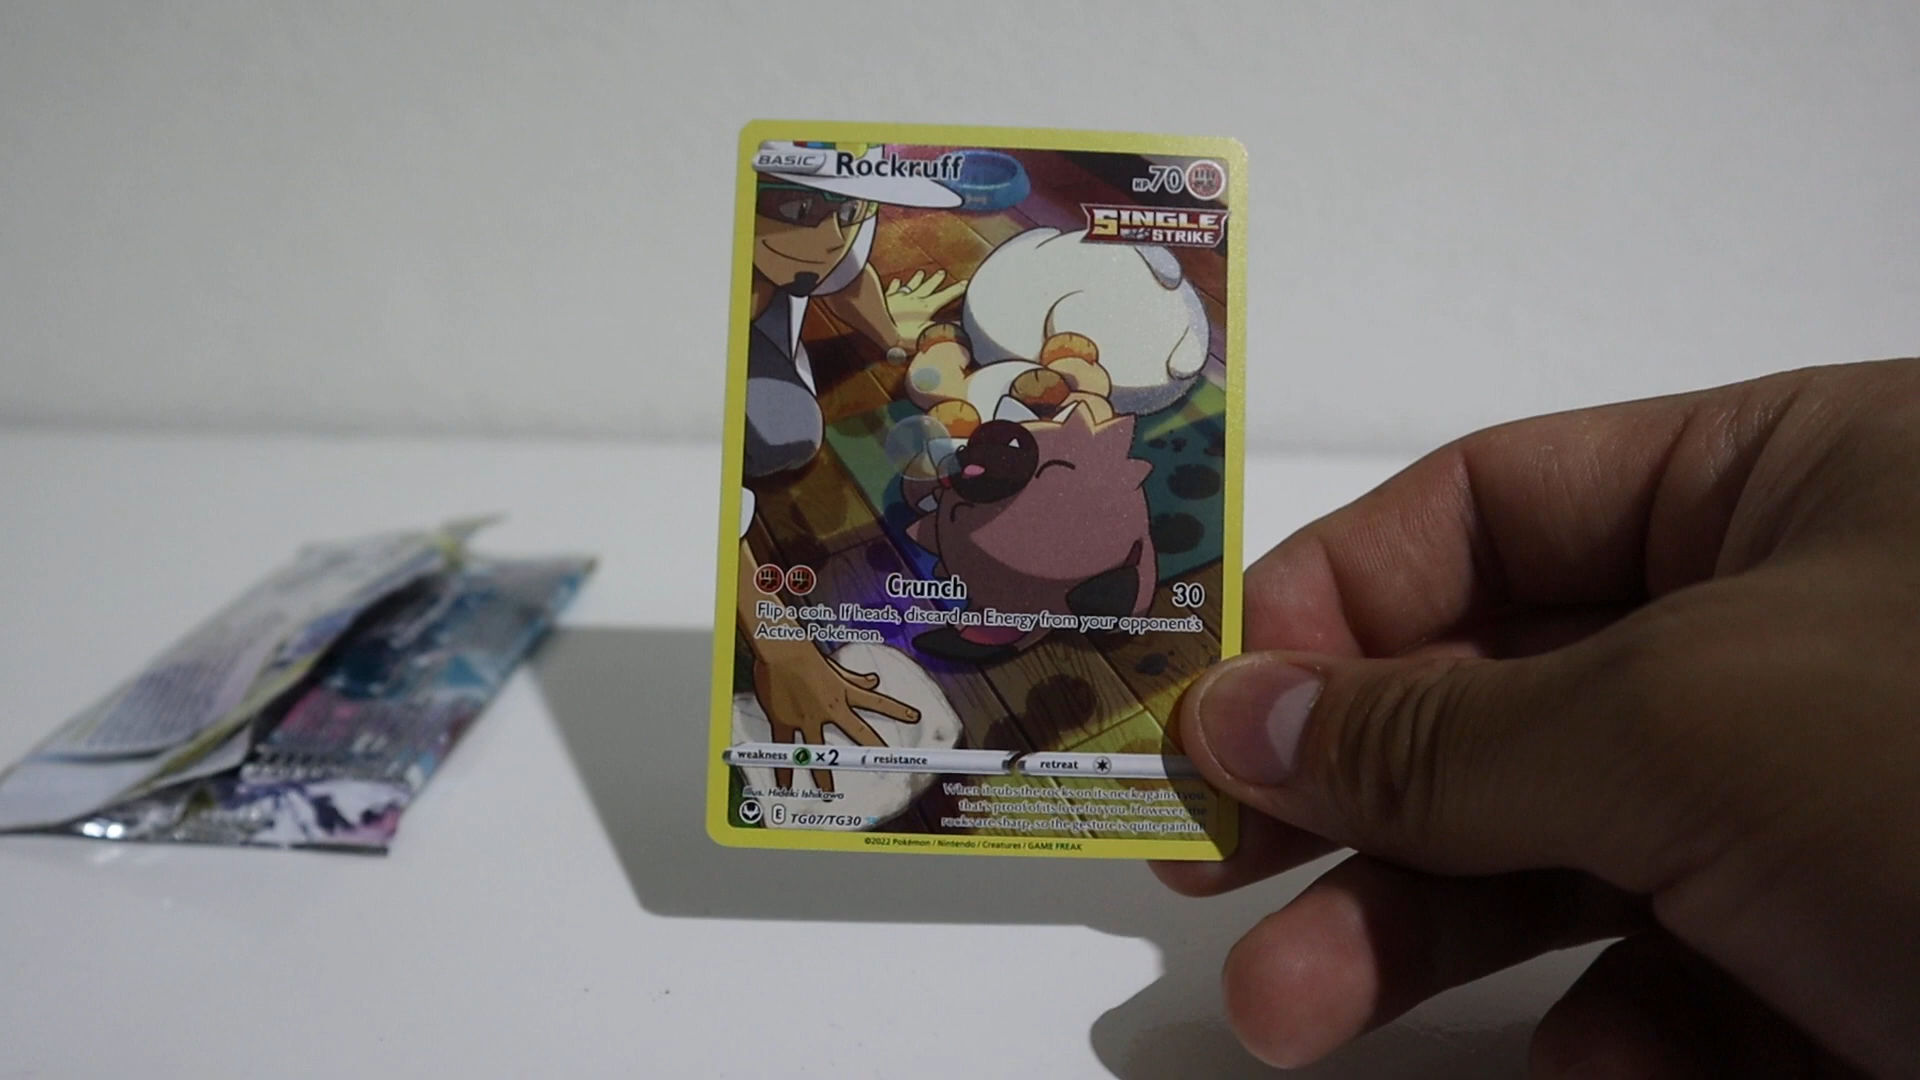 BASIC Rockruff HP 70
SINGLE
STRIKE
Crunch 30
Flip a coin. If heads, discard an Energy from your opponent's
Active Pokémon.
weakness ×2 resistance retreat
Illus. Hideki Ishikawa
When it rubs the rocks on its neck against you,
that's proof of its love for you. However, the
rocks are sharp, so the gesture is quite painful!
E TG07/TG30
©2022 Pokémon / Nintendo / Creatures / GAME FREAK